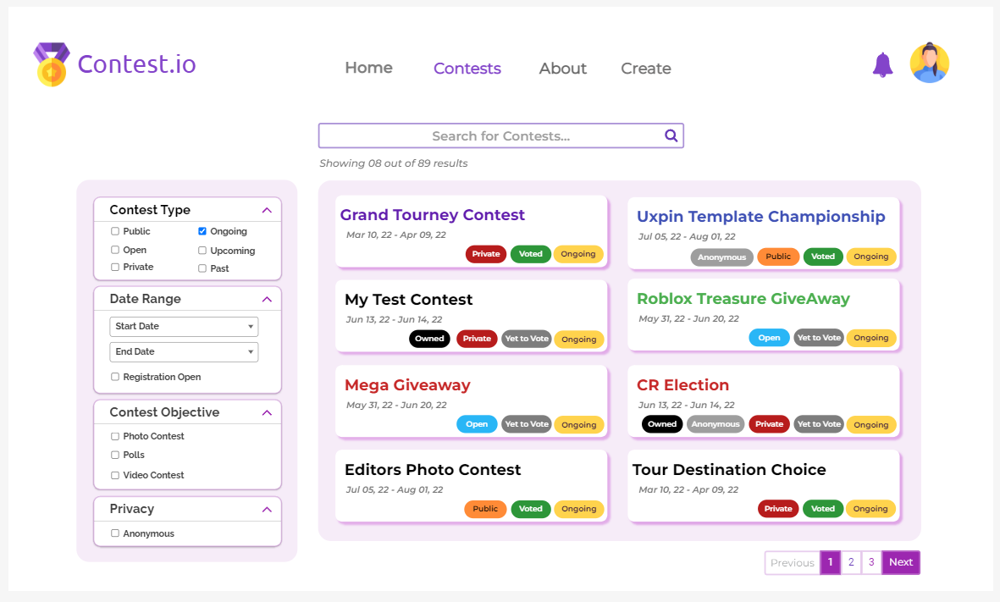 Contest.io
Home Contests About Create
Search for Contests...
Showing 08 out of 89 results
Contest Type
Public Ongoing
Open Upcoming
Private Past
Date Range
Start Date
End Date
Registration Open
Contest Objective
Photo Contest
Polls
Video Contest
Privacy
Anonymous
Grand Tourney Contest
Mar 10, 22 - Apr 09, 22
Private Voted Ongoing
Uxpin Template Championship
Jul 05, 22 - Aug 01, 22
Anonymous Public Voted Ongoing
My Test Contest
Jun 13, 22 - Jun 14, 22
Owned Private Yet to Vote Ongoing
Roblox Treasure GiveAway
May 31, 22 - Jun 20, 22
Open Yet to Vote Ongoing
Mega Giveaway
May 31, 22 - Jun 20, 22
Open Yet to Vote Ongoing
CR Election
Jun 13, 22 - Jun 14, 22
Owned Anonymous Private Yet to Vote Ongoing
Editors Photo Contest
Jul 05, 22 - Aug 01, 22
Public Voted Ongoing
Tour Destination Choice
Mar 10, 22 - Apr 09, 22
Private Voted Ongoing
Previous 1 2 3 Next